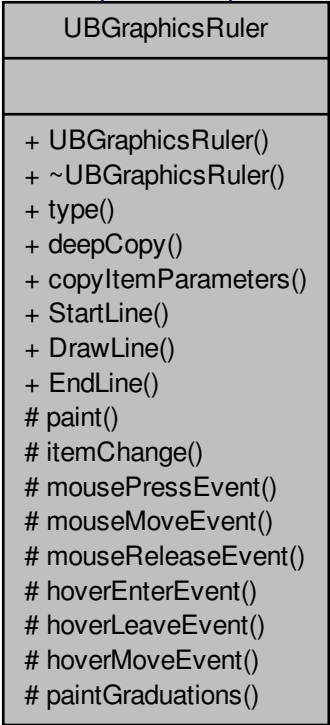 UBGraphicsRuler
+ UBGraphicsRuler()
+ ~UBGraphicsRuler()
+ type()
+ deepCopy()
+ copyItemParameters()
+ StartLine()
+ DrawLine()
+ EndLine()
# paint()
# itemChange()
# mousePressEvent()
# mouseMoveEvent()
# mouseReleaseEvent()
# hoverEnterEvent()
# hoverLeaveEvent()
# hoverMoveEvent()
# paintGraduations()